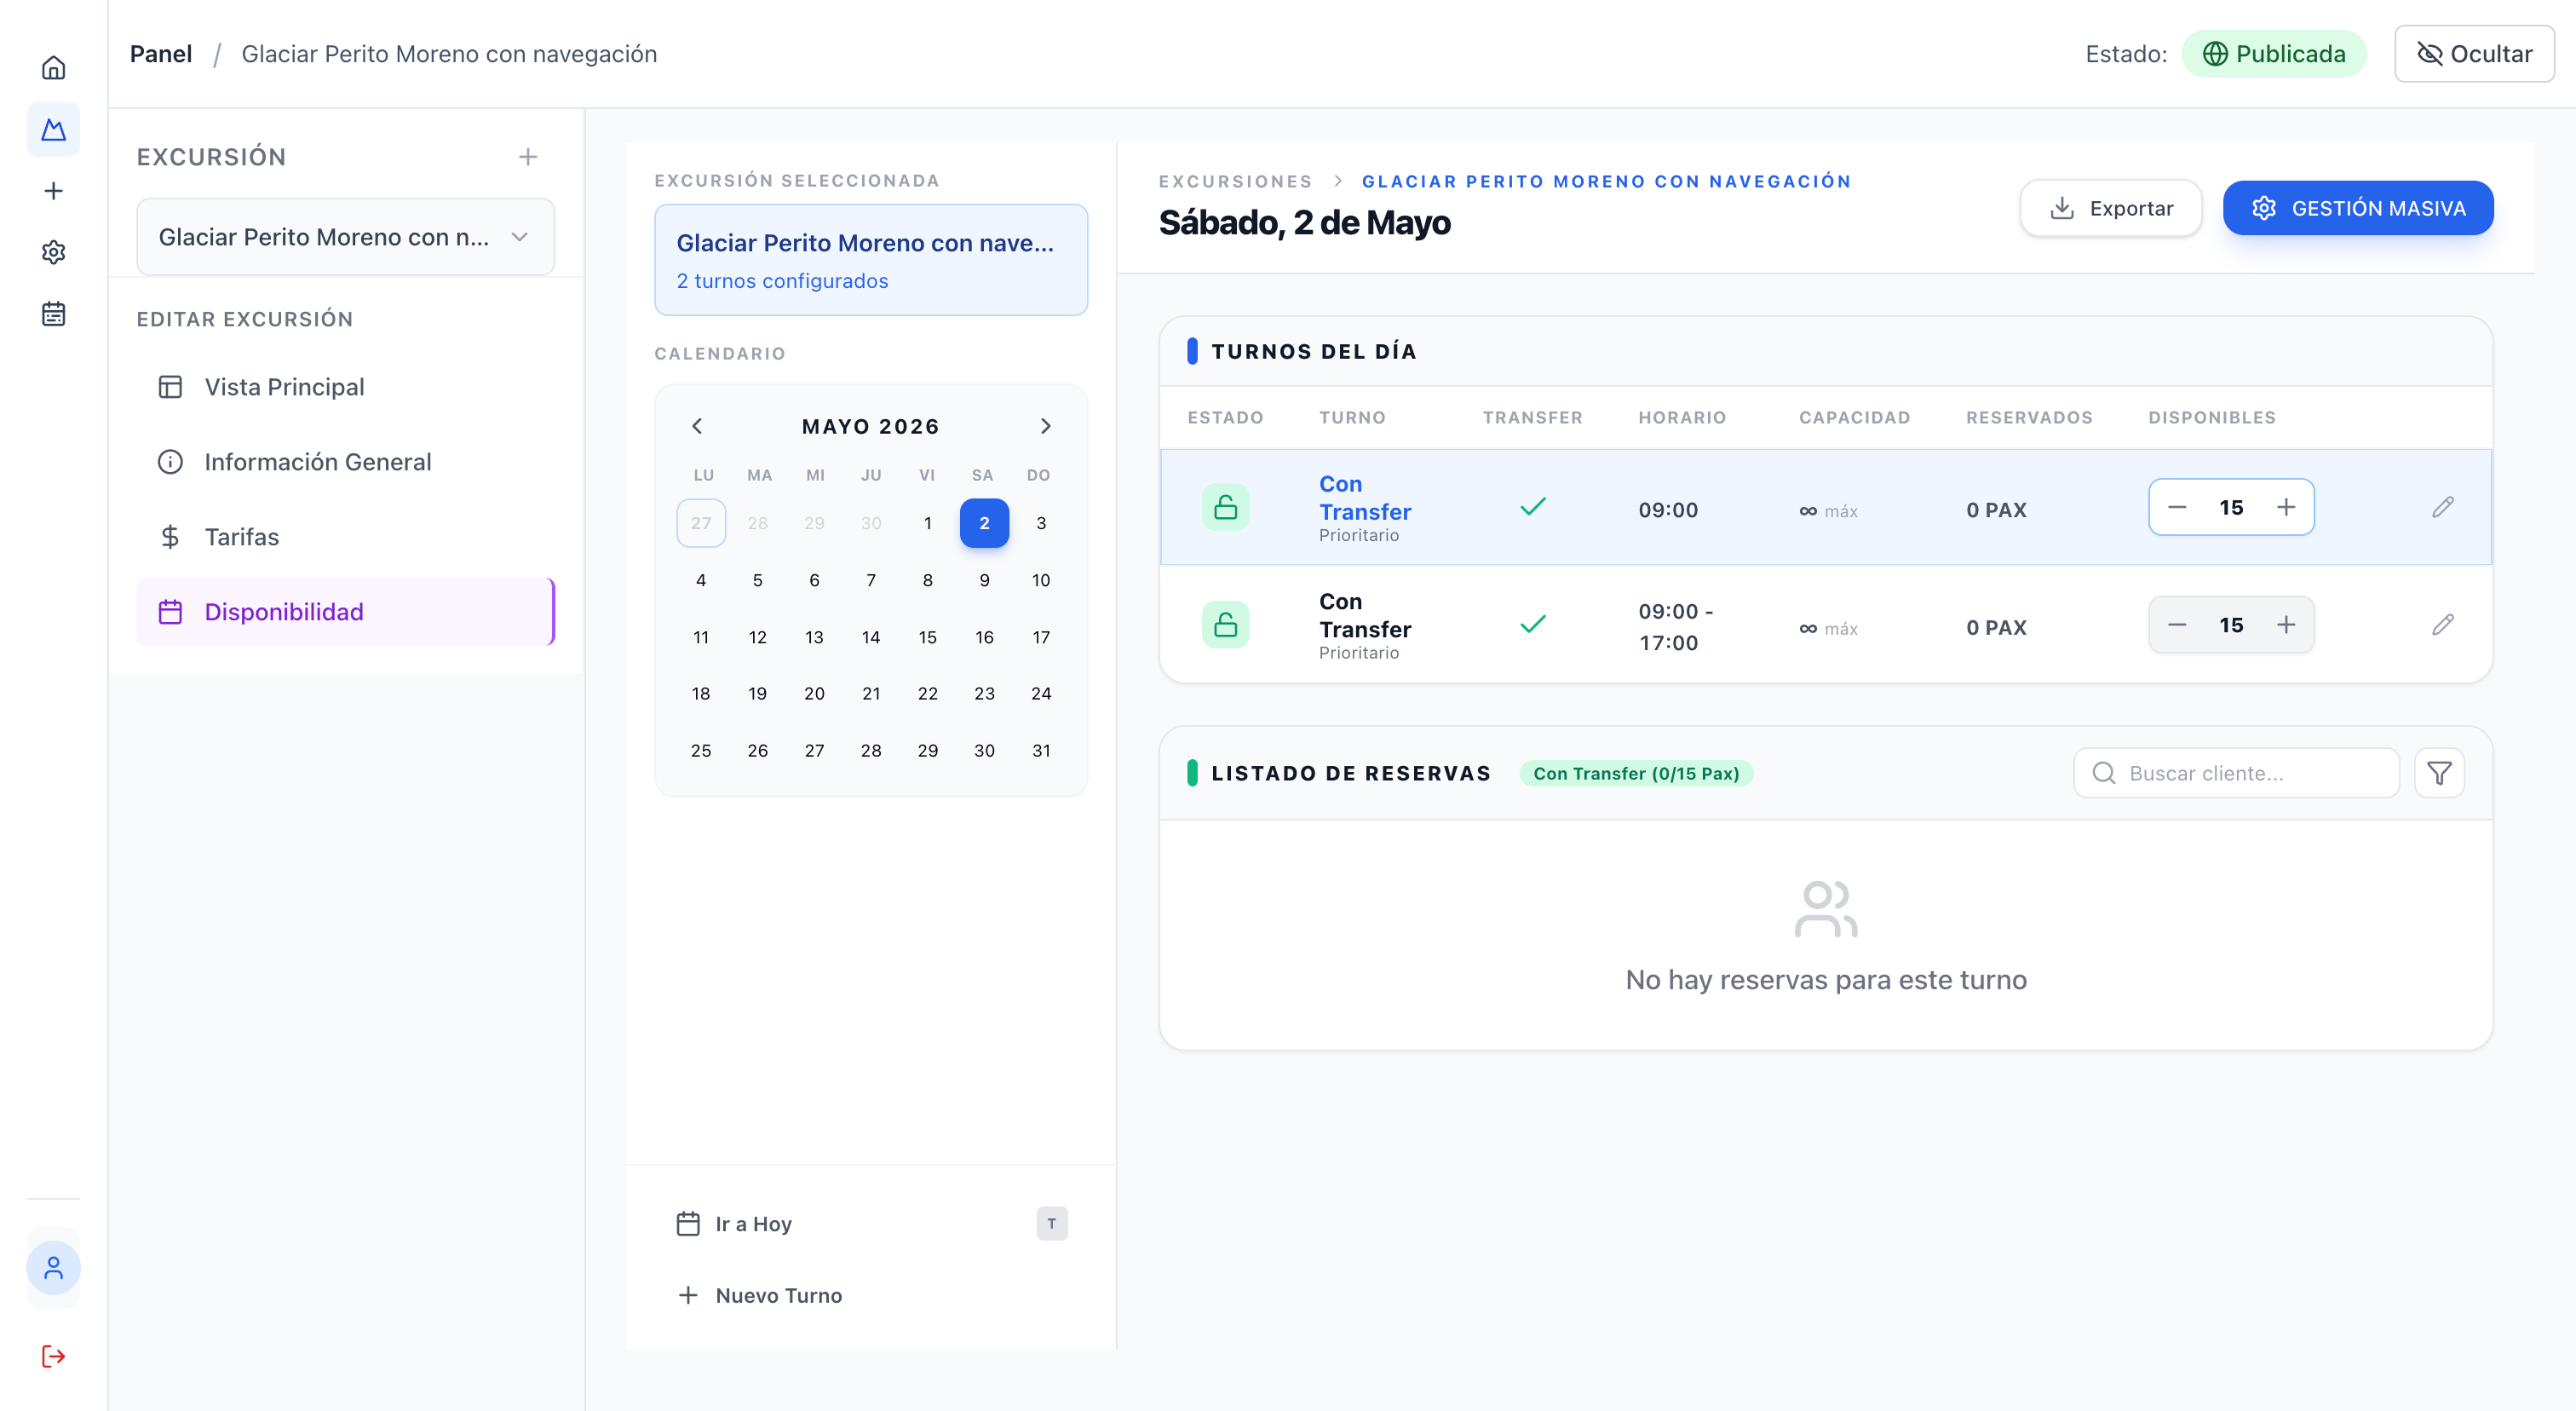 Panel / Glaciar Perito Moreno con navegación
Estado: Publicada Ocultar
EXCURSIÓN
Glaciar Perito Moreno con n...
EDITAR EXCURSIÓN
Vista Principal
Información General
Tarifas
Disponibilidad
EXCURSIÓN SELECCIONADA
Glaciar Perito Moreno con nave...
2 turnos configurados
CALENDARIO
MAYO 2026
LU MA MI JU VI SA DO
27 28 29 30 1 2 3
4 5 6 7 8 9 10
11 12 13 14 15 16 17
18 19 20 21 22 23 24
25 26 27 28 29 30 31
Ir a Hoy T
Nuevo Turno
EXCURSIONES > GLACIAR PERITO MORENO CON NAVEGACIÓN
Sábado, 2 de Mayo
Exportar
GESTIÓN MASIVA
TURNOS DEL DÍA
ESTADO TURNO TRANSFER HORARIO CAPACIDAD RESERVADOS DISPONIBLES
Con
Transfer
Prioritario
09:00
∞ máx
0 PAX
15
Con
Transfer
Prioritario
09:00 -
17:00
∞ máx
0 PAX
15
LISTADO DE RESERVAS
Con Transfer (0/15 Pax)
Buscar cliente...
No hay reservas para este turno